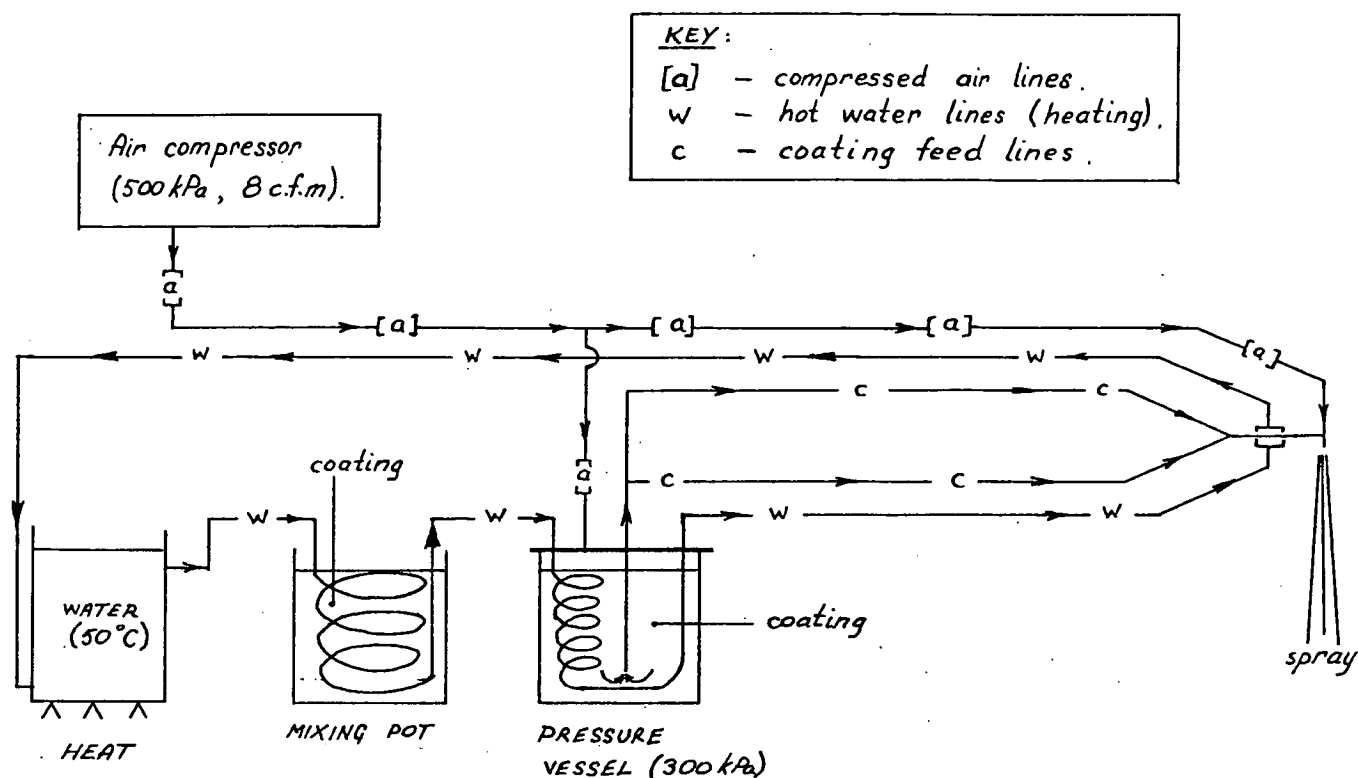 KEY:
[a] - compressed air lines.
W - hot water lines (heating).
C - coating feed lines.
Air compressor
(500 kPa, 8 c.f.m).
[a]
[a] [a] [a]
[a]
W W W W
C C
coating
[a]
C C
W W W W
WATER
(50°C)
coating
spray
HEAT
MIXING POT
PRESSURE
VESSEL (300 kPa)